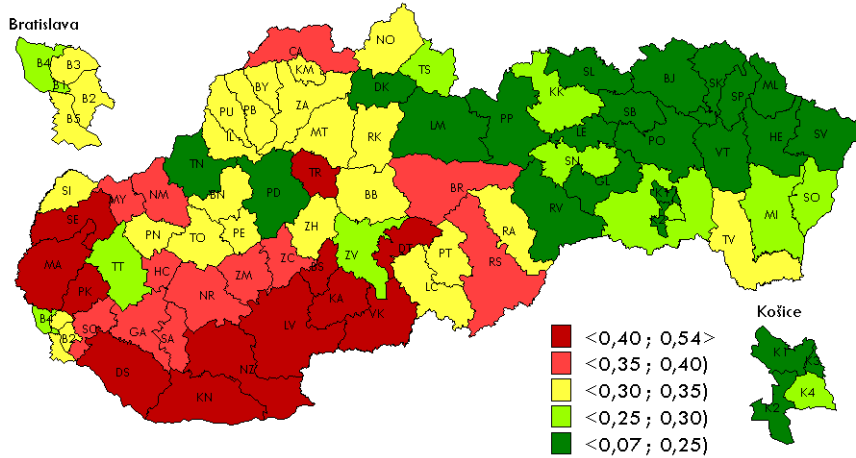 Bratislava
B4
B3
B1
B2
B5
NO
CA
KM
TS
BY
ZA
PU
PB
IL
MT
DK
RK
LM
PP
KK
SL
BJ
SK
SP
ML
SB
LE
PO
VT
HE
SV
TN
BN
PD
TR
BB
BR
SN
GL
RV
SO
MI
TV
SI
MY
NM
SE
PN
TO
PE
ZH
ZV
DT
PT
RA
RS
LC
MA
PK
TT
HC
ZM
ZC
BS
NR
KA
VK
LV
B4
B2
SC
GA
SA
NZ
DS
KN
Košice
K1
K3
K4
K2
<0,40 ; 0,54>
<0,35 ; 0,40)
<0,30 ; 0,35)
<0,25 ; 0,30)
<0,07 ; 0,25)